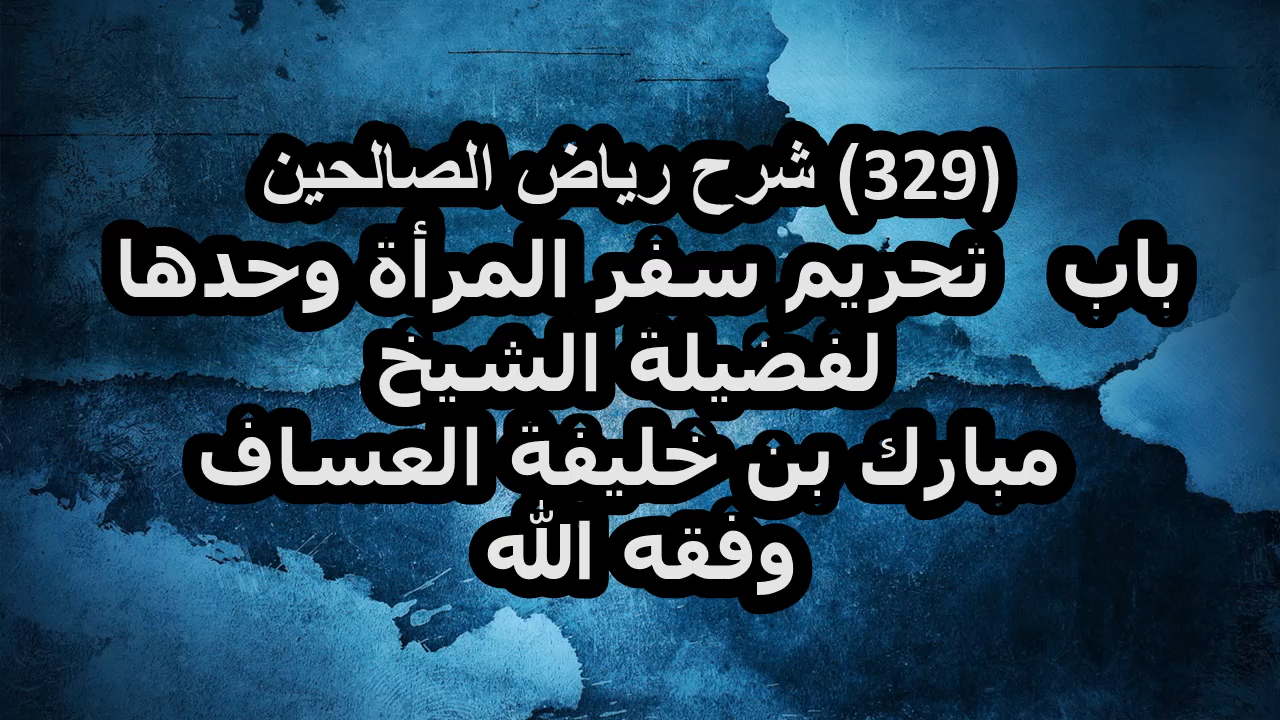 (329) شرح رياض الصالحين
باب تحريم سفر المرأة وحدها
لفضيلة الشيخ
مبارك بن خليفة العساف
وفقه الله